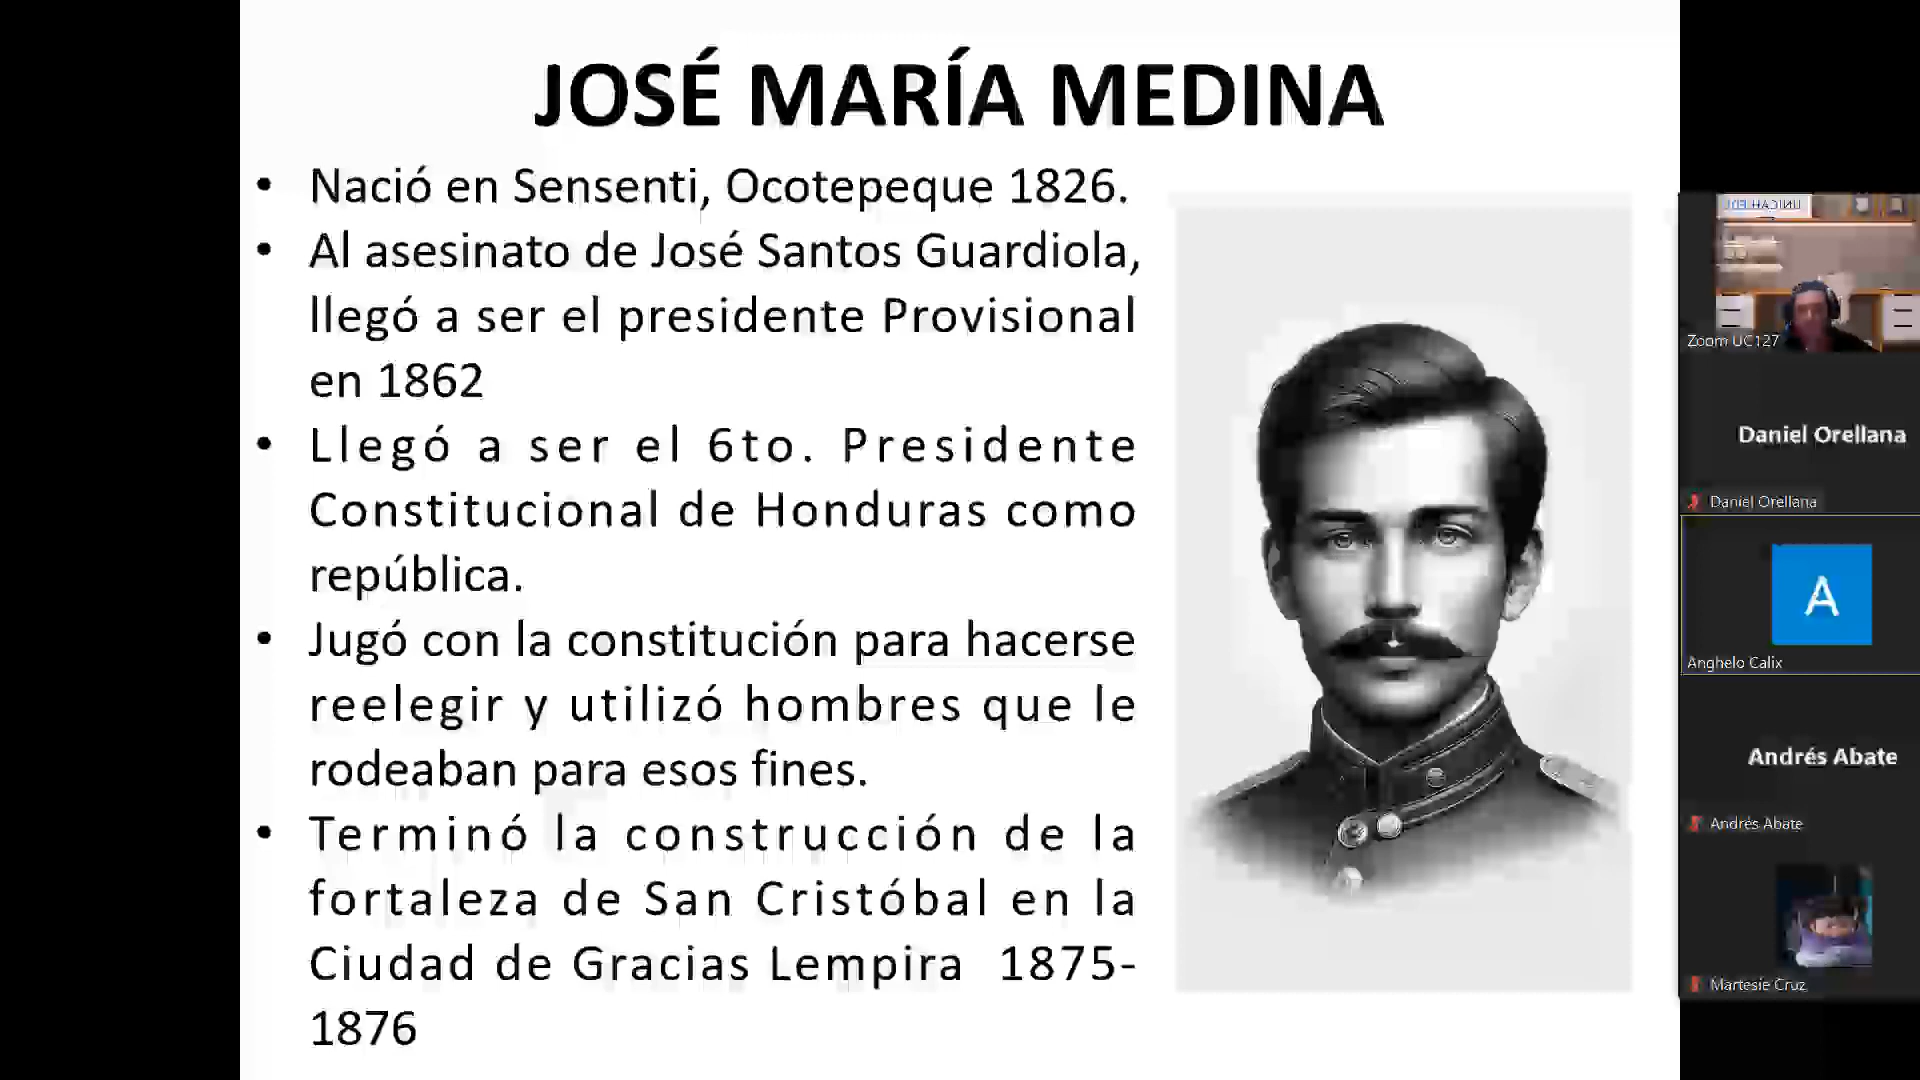 JOSÉ MARÍA MEDINA
• Nació en Sensenti, Ocotepeque 1826.
• Al asesinato de José Santos Guardiola,
llegó a ser el presidente Provisional
en 1862
• Llegó a ser el 6to. Presidente
Constitucional de Honduras como
república.
• Jugó con la constitución para hacerse
reelegir y utilizó hombres que le
rodeaban para esos fines.
• Terminó la construcción de la
fortaleza de San Cristóbal en la
Ciudad de Gracias Lempira 1875-
1876
Zoom UC127
Daniel Orellana
Daniel Orellana
A
Anghelo Calix
Andrés Abate
Andrés Abate
Martesie Cruz